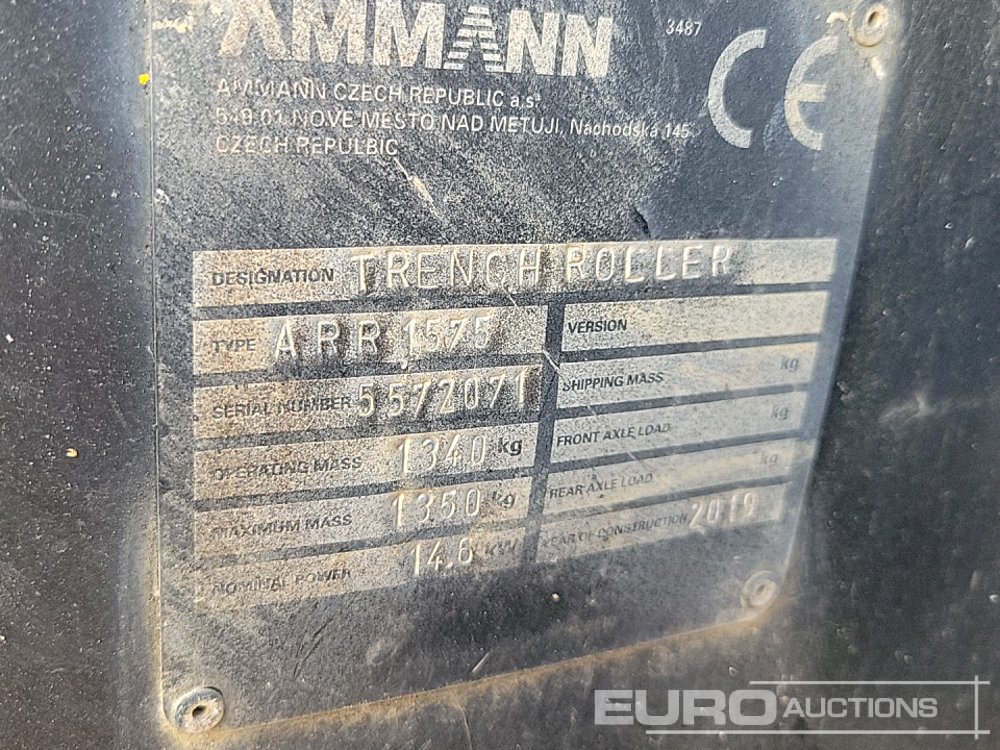 AMMANN
3487
CE
AMMANN CZECH REPUBLIC a.s.
549 01 NOVE MESTO NAD METUJI, Nachodska 145
CZECH REPULBIC
DESIGNATION TRENCH ROLLER
TYPE ARR 1575
VERSION
SERIAL NUMBER 5572071
SHIPPING MASS kg
OPERATING MASS 1340 kg
FRONT AXLE LOAD kg
MAXIMUM MASS 1350 kg
REAR AXLE LOAD kg
NOMINAL POWER 14.6 kW
YEAR OF CONSTRUCTION 2019
EURO AUCTIONS